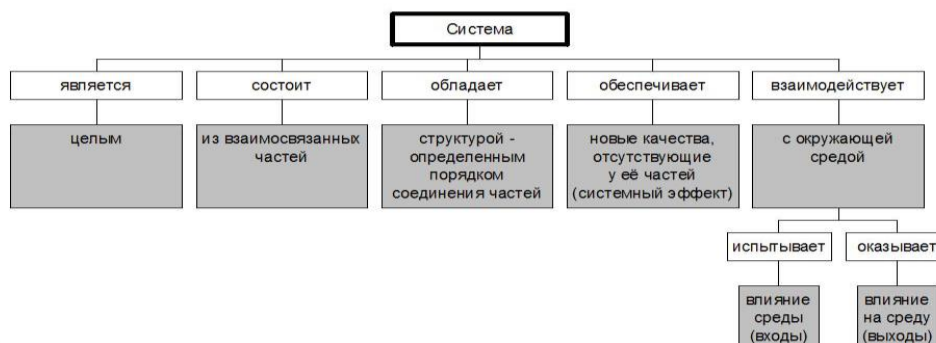 Система
является
состоит
обладает
обеспечивает
взаимодействует
целым
из взаимосвязанных
частей
структурой -
определенным
порядком
соединения частей
новые качества,
отсутствующие
у её частей
(системный эффект)
с окружающей
средой
испытывает
оказывает
влияние
среды
(входы)
влияние
на среду
(выходы)